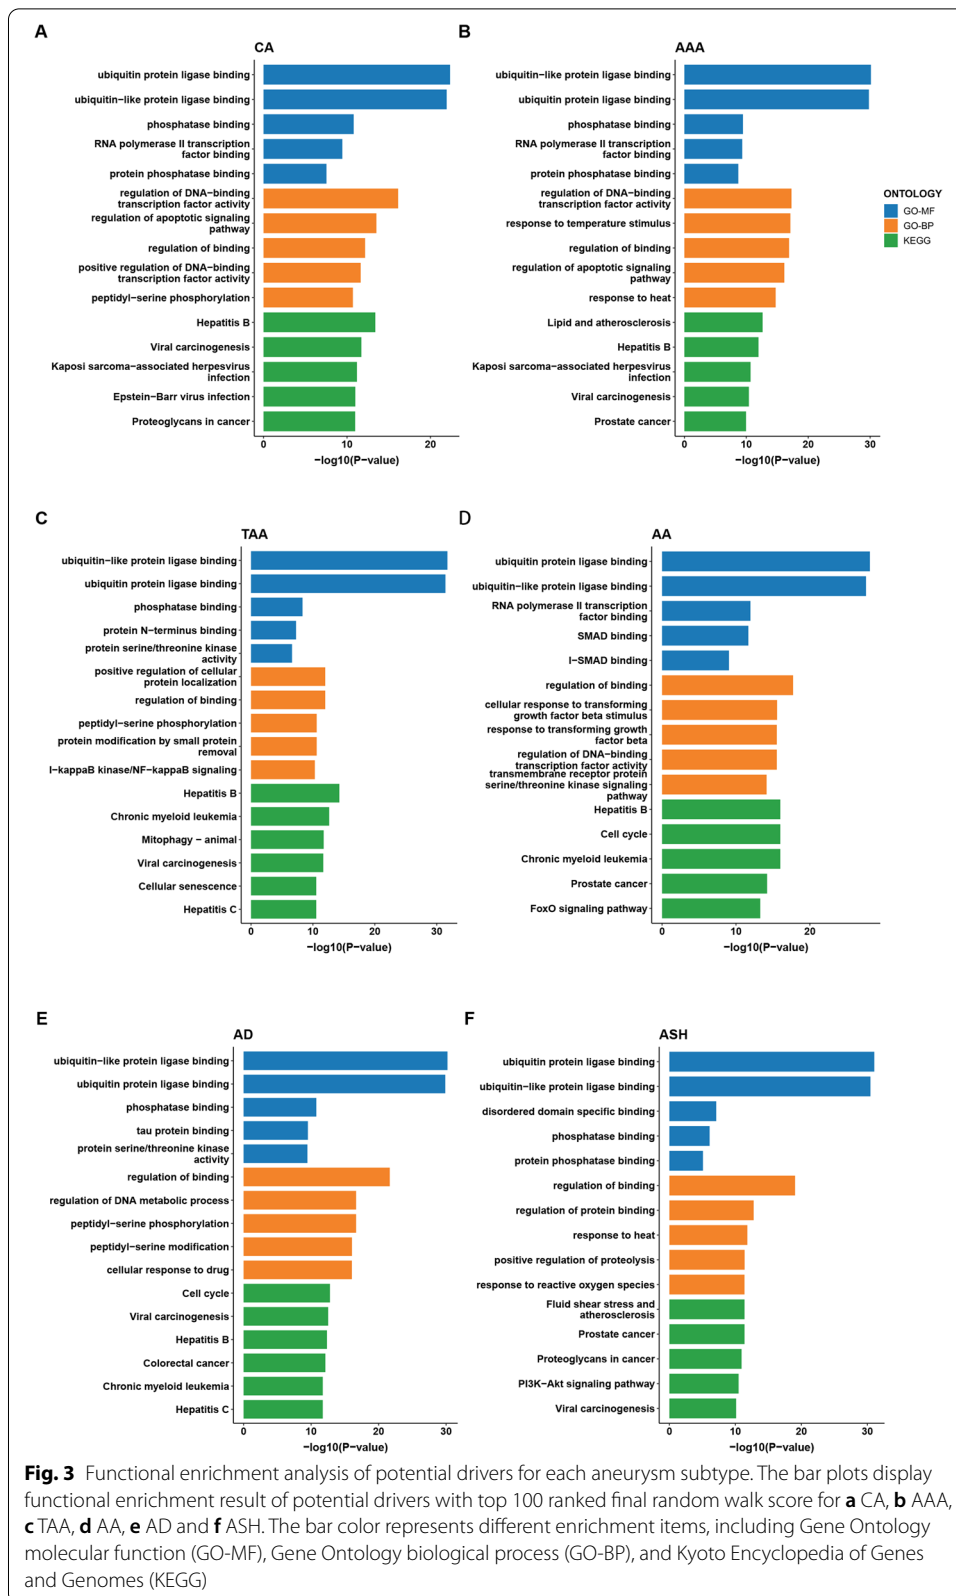 A
CA
ubiquitin protein ligase binding
ubiquitin−like protein ligase binding
phosphatase binding
RNA polymerase II transcription
factor binding
protein phosphatase binding
regulation of DNA−binding
transcription factor activity
regulation of apoptotic signaling
pathway
regulation of binding
positive regulation of DNA−binding
transcription factor activity
peptidyl−serine phosphorylation
Hepatitis B
Viral carcinogenesis
Kaposi sarcoma−associated herpesvirus
infection
Epstein−Barr virus infection
Proteoglycans in cancer
0 10 20
−log10(P−value)
B
AAA
ubiquitin−like protein ligase binding
ubiquitin protein ligase binding
phosphatase binding
RNA polymerase II transcription
factor binding
protein phosphatase binding
regulation of DNA−binding
transcription factor activity
response to temperature stimulus
regulation of binding
regulation of apoptotic signaling
pathway
response to heat
Lipid and atherosclerosis
Hepatitis B
Kaposi sarcoma−associated herpesvirus
infection
Viral carcinogenesis
Prostate cancer
0 10 20 30
−log10(P−value)
ONTOLOGY
GO−MF
GO−BP
KEGG
C
TAA
ubiquitin−like protein ligase binding
ubiquitin protein ligase binding
phosphatase binding
protein N−terminus binding
protein serine/threonine kinase
activity
positive regulation of cellular
protein localization
regulation of binding
peptidyl−serine phosphorylation
protein modification by small protein
removal
I−kappaB kinase/NF−kappaB signaling
Hepatitis B
Chronic myeloid leukemia
Mitophagy − animal
Viral carcinogenesis
Cellular senescence
Hepatitis C
0 10 20 30
−log10(P−value)
D
AA
ubiquitin protein ligase binding
ubiquitin−like protein ligase binding
RNA polymerase II transcription
factor binding
SMAD binding
I−SMAD binding
regulation of binding
cellular response to transforming
growth factor beta stimulus
response to transforming growth
factor beta
regulation of DNA−binding
transcription factor activity
transmembrane receptor protein
serine/threonine kinase signaling
pathway
Hepatitis B
Cell cycle
Chronic myeloid leukemia
Prostate cancer
FoxO signaling pathway
0 10 20
−log10(P−value)
E
AD
ubiquitin−like protein ligase binding
ubiquitin protein ligase binding
phosphatase binding
tau protein binding
protein serine/threonine kinase
activity
regulation of binding
regulation of DNA metabolic process
peptidyl−serine phosphorylation
peptidyl−serine modification
cellular response to drug
Cell cycle
Viral carcinogenesis
Hepatitis B
Colorectal cancer
Chronic myeloid leukemia
Hepatitis C
0 10 20 30
−log10(P−value)
F
ASH
ubiquitin protein ligase binding
ubiquitin−like protein ligase binding
disordered domain specific binding
phosphatase binding
protein phosphatase binding
regulation of binding
regulation of protein binding
response to heat
positive regulation of proteolysis
response to reactive oxygen species
Fluid shear stress and
atherosclerosis
Prostate cancer
Proteoglycans in cancer
PI3K−Akt signaling pathway
Viral carcinogenesis
0 10 20 30
−log10(P−value)
Fig. 3 Functional enrichment analysis of potential drivers for each aneurysm subtype. The bar plots display
functional enrichment result of potential drivers with top 100 ranked final random walk score for a CA, b AAA,
c TAA, d AA, e AD and f ASH. The bar color represents different enrichment items, including Gene Ontology
molecular function (GO-MF), Gene Ontology biological process (GO-BP), and Kyoto Encyclopedia of Genes
and Genomes (KEGG)